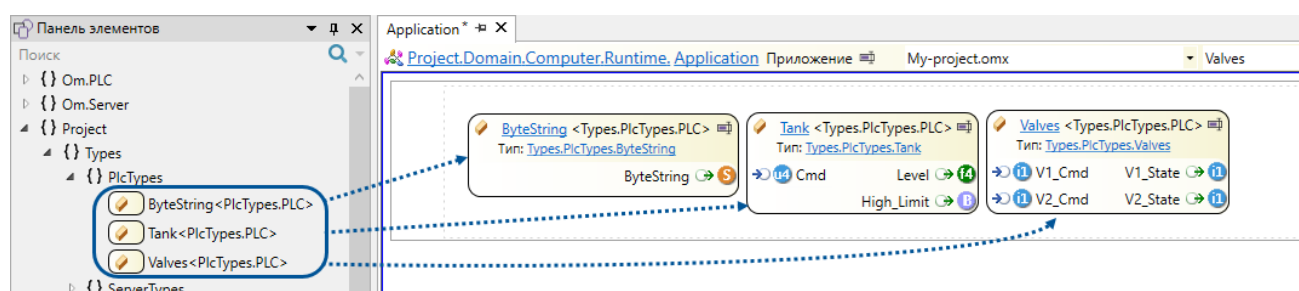 Панель элементов
Поиск
{} Om.PLC
{} Om.Server
{} Project
{} Types
{} PlcTypes
ByteString<PlcTypes.PLC>
Tank<PlcTypes.PLC>
Valves<PlcTypes.PLC>
{} ServerTypes
Application*
Project.Domain.Computer.Runtime. Application Приложение My-project.omx Valves
ByteString <Types.PlcTypes.PLC>
Тип: Types.PlcTypes.ByteString
ByteString S
Tank <Types.PlcTypes.PLC>
Тип: Types.PlcTypes.Tank
u4 Cmd Level f4
High_Limit B
Valves <Types.PlcTypes.PLC>
Тип: Types.PlcTypes.Valves
i1 V1_Cmd V1_State i1
i1 V2_Cmd V2_State i1